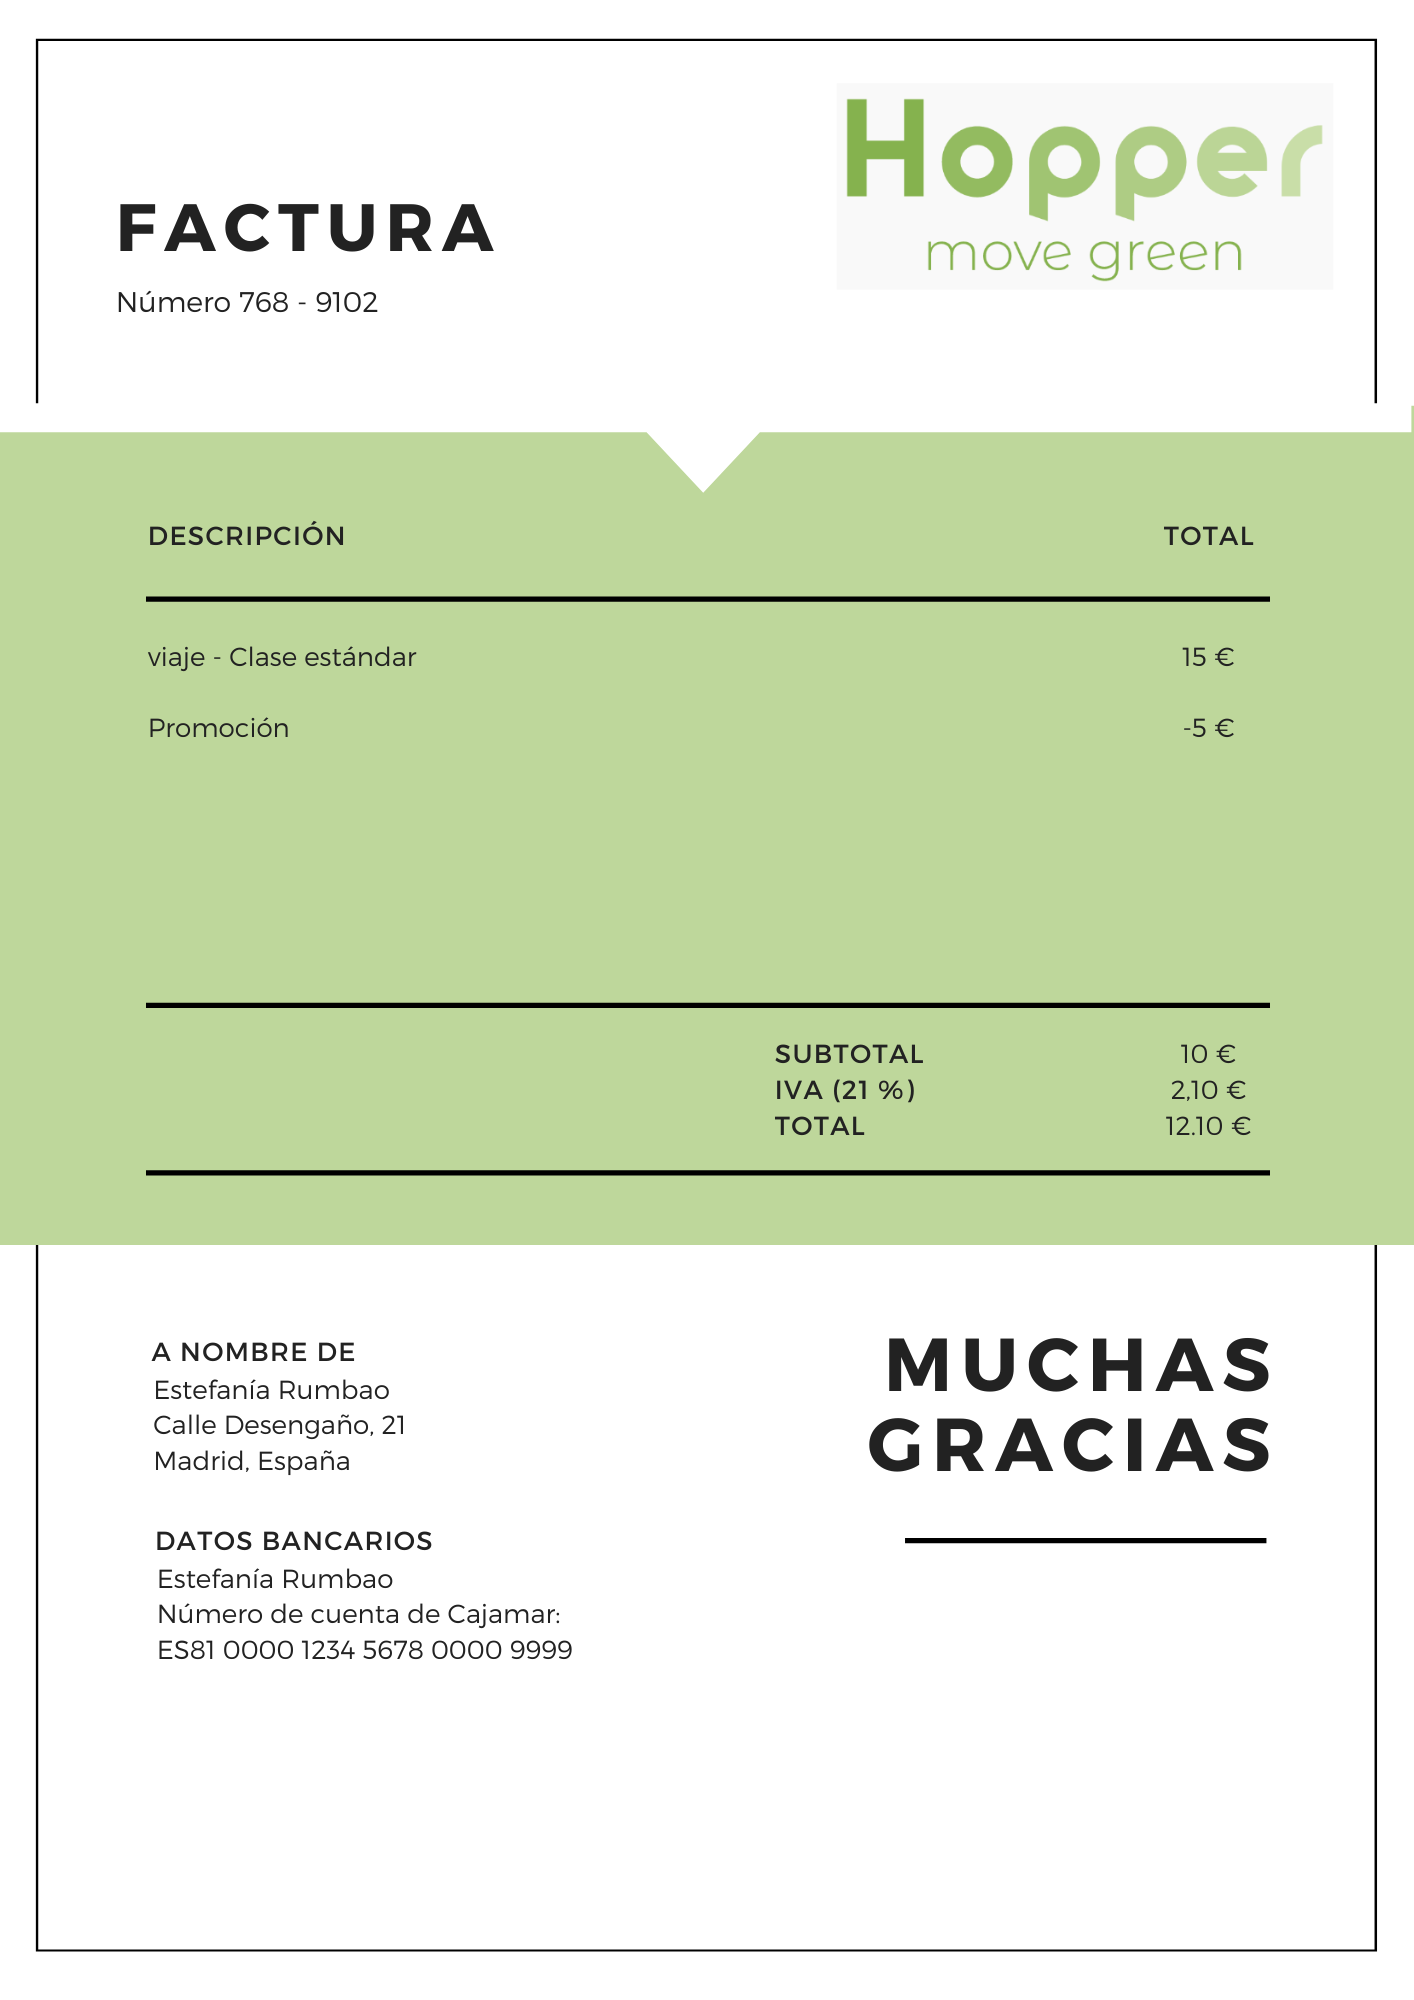 Hopper
move green
FACTURA
Número 768 - 9102
DESCRIPCIÓN TOTAL
viaje - Clase estándar 15 €
Promoción -5 €
SUBTOTAL 10 €
IVA (21 %) 2,10 €
TOTAL 12.10 €
A NOMBRE DE
Estefanía Rumbao
Calle Desengaño, 21
Madrid, España
MUCHAS
GRACIAS
DATOS BANCARIOS
Estefanía Rumbao
Número de cuenta de Cajamar:
ES81 0000 1234 5678 0000 9999